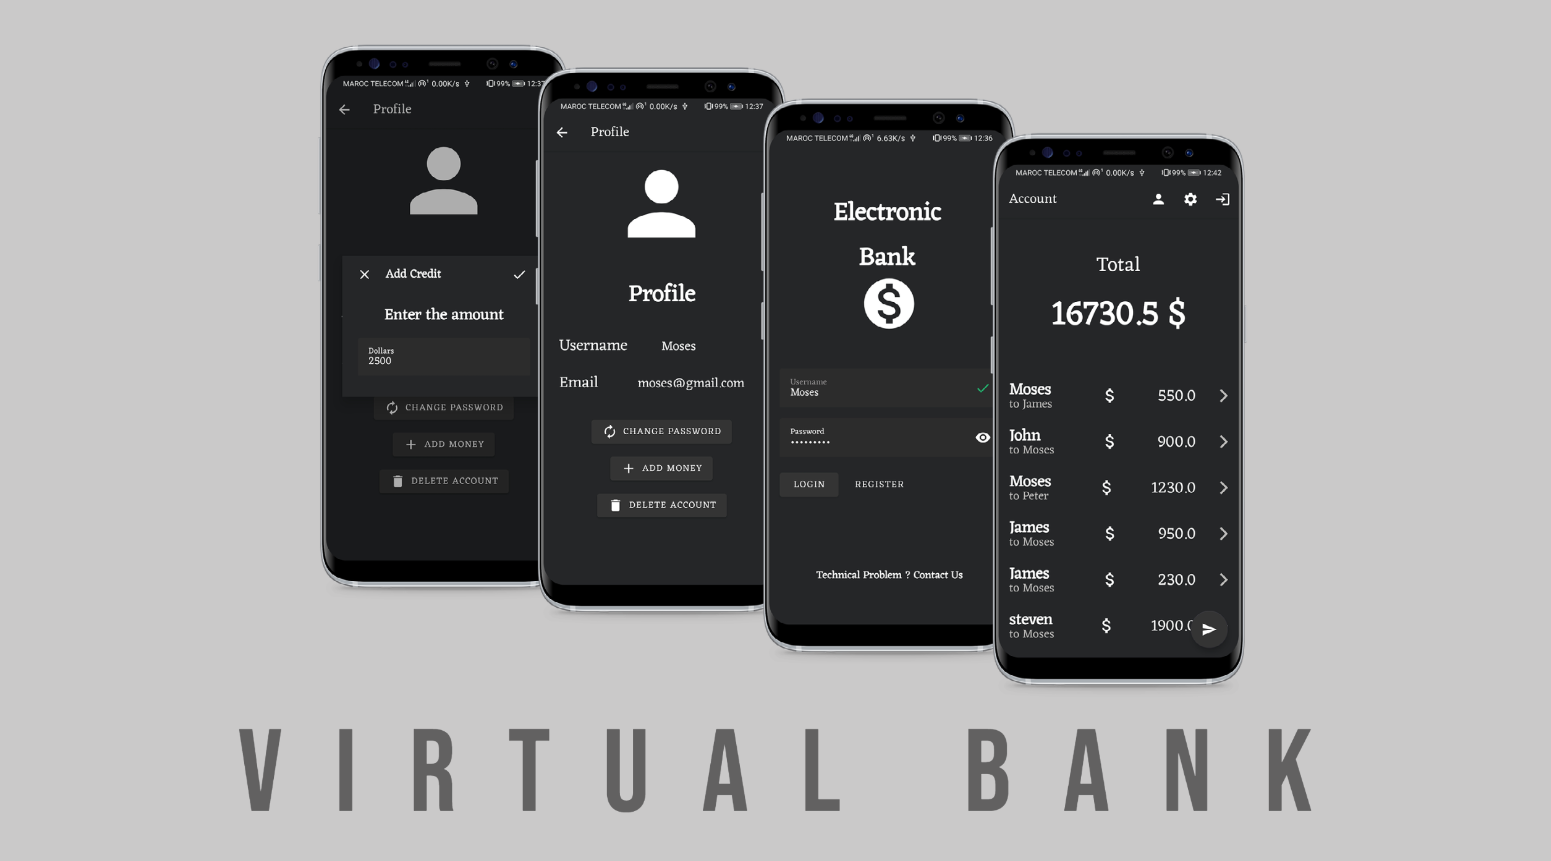 MAROC TELECOM 0.00K/s 99% 12:37
Profile
Add Credit
Enter the amount
Dollars
2500
CHANGE PASSWORD
ADD MONEY
DELETE ACCOUNT
MAROC TELECOM 0.00K/s 99% 12:37
Profile
Profile
Username Moses
Email moses@gmail.com
CHANGE PASSWORD
ADD MONEY
DELETE ACCOUNT
MAROC TELECOM 6.63K/s 99% 12:36
Electronic
Bank
$
Username
Moses
Password
•••••••••
LOGIN REGISTER
Technical Problem ? Contact Us
MAROC TELECOM 0.00K/s 99% 12:42
Account
Total
16730.5 $
Moses $ 550.0
to James
John $ 900.0
to Moses
Moses $ 1230.0
to Peter
James $ 950.0
to Moses
James $ 230.0
to Moses
steven $ 1900.0
to Moses
VIRTUAL BANK